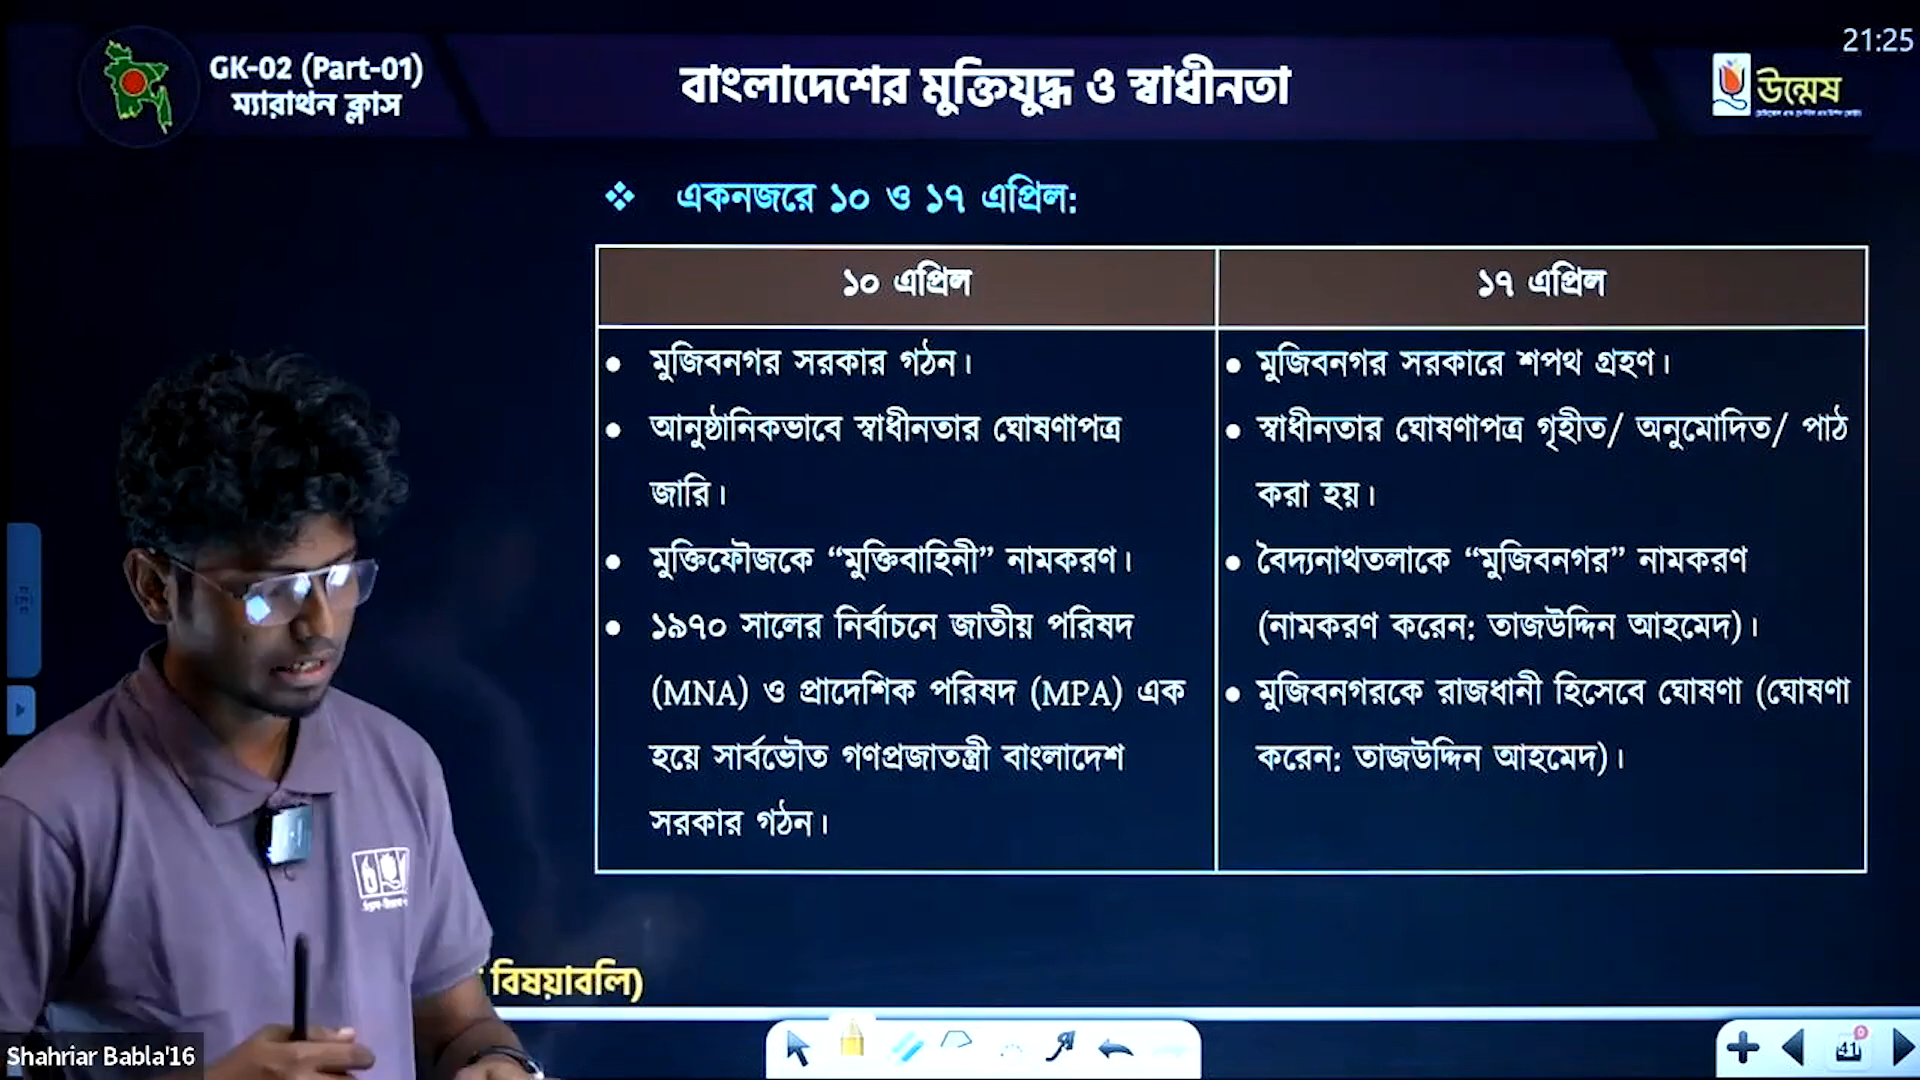 21:25
GK-02 (Part-01)
ম্যারাথন ক্লাস
বাংলাদেশের মুক্তিযুদ্ধ ও স্বাধীনতা
উন্মেষ
❖ একনজরে ১০ ও ১৭ এপ্রিল:
১০ এপ্রিল
• মুজিবনগর সরকার গঠন।
• আনুষ্ঠানিকভাবে স্বাধীনতার ঘোষণাপত্র
জারি।
• মুক্তিফৌজকে “মুক্তিবাহিনী” নামকরণ।
• ১৯৭০ সালের নির্বাচনে জাতীয় পরিষদ
(MNA) ও প্রাদেশিক পরিষদ (MPA) এক
হয়ে সার্বভৌত গণপ্রজাতন্ত্রী বাংলাদেশ
সরকার গঠন।
১৭ এপ্রিল
• মুজিবনগর সরকারে শপথ গ্রহণ।
• স্বাধীনতার ঘোষণাপত্র গৃহীত/ অনুমোদিত/ পাঠ
করা হয়।
• বৈদ্যনাথতলাকে “মুজিবনগর” নামকরণ
(নামকরণ করেন: তাজউদ্দিন আহমেদ)।
• মুজিবনগরকে রাজধানী হিসেবে ঘোষণা (ঘোষণা
করেন: তাজউদ্দিন আহমেদ)।
বিষয়াবলি)
Shahriar Babla'16
0
41